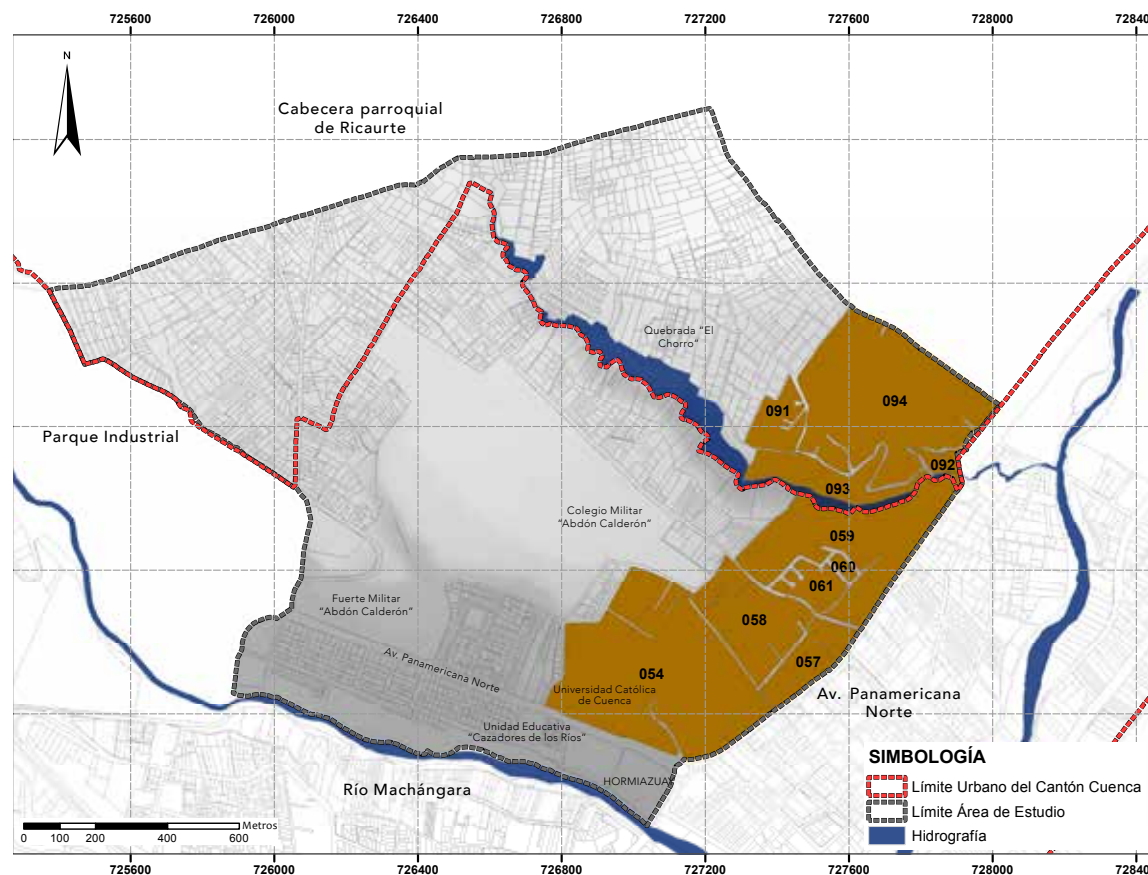 725600 726000 726400 726800 727200 727600 728000 72840
N
Cabecera parroquial
de Ricaurte
Quebrada "El
Chorro"
094
091
Parque Industrial
092
093
Colegio Militar
"Abdón Calderón"
059
060
061
Fuerte Militar
"Abdón Calderón"
058
Av. Panamericana Norte
057
054
Universidad Católica
de Cuenca
Av. Panamericana
Norte
Unidad Educativa
"Cazadores de los Ríos"
HORMIAZUAY
Río Machángara
SIMBOLOGÍA
Límite Urbano del Cantón Cuenca
Límite Área de Estudio
Hidrografía
Metros
0 100 200 400 600
725600 726000 726400 726800 727200 727600 728000 72840